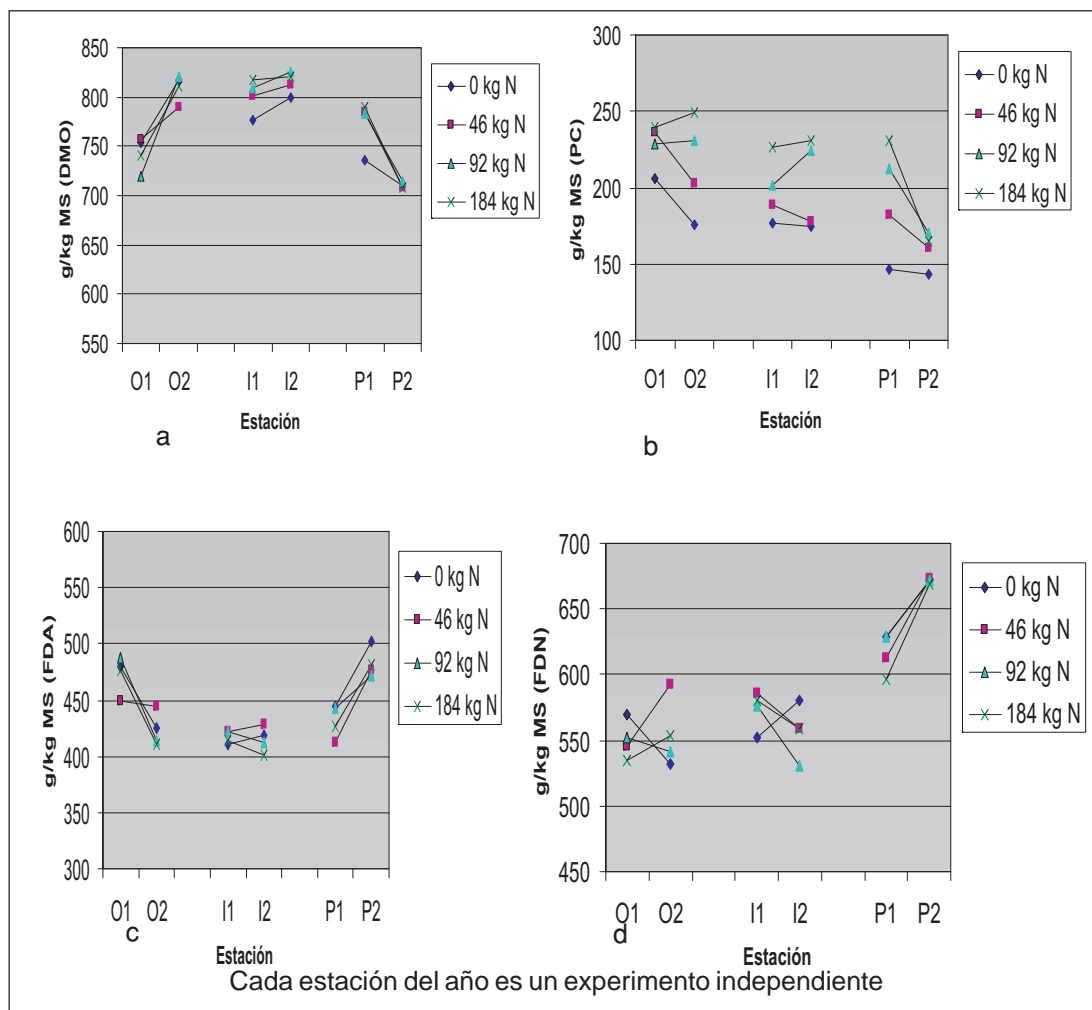 850
800
750
700
650
600
550
g/kg MS (DMO)
O1 O2 I1 I2 P1 P2
Estación
a
0 kg N
46 kg N
92 kg N
184 kg N
300
250
200
150
100
g/kg MS (PC)
O1 O2 I1 I2 P1 P2
Estación
b
0 kg N
46 kg N
92 kg N
184 kg N
600
550
500
450
400
350
300
g/kg MS (FDA)
O1 O2 I1 I2 P1 P2
Estación
c
0 kg N
46 kg N
92 kg N
184 kg N
700
650
600
550
500
450
g/kg MS (FDN)
O1 O2 I1 I2 P1 P2
Estación
d
0 kg N
46 kg N
92 kg N
184 kg N
Cada estación del año es un experimento independiente